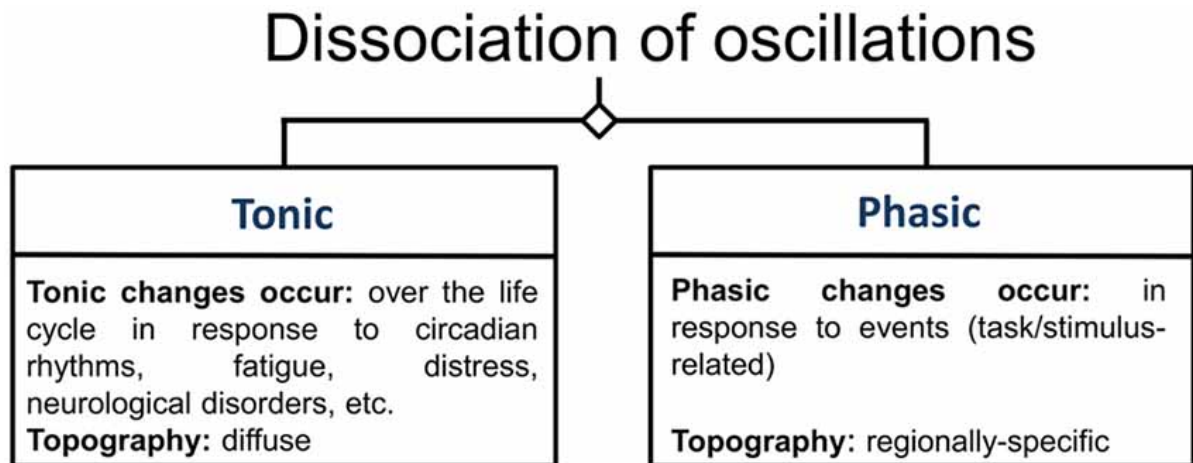 Dissociation of oscillations
Tonic
Tonic changes occur: over the life
cycle in response to circadian
rhythms, fatigue, distress,
neurological disorders, etc.
Topography: diffuse
Phasic
Phasic changes occur: in
response to events (task/stimulus-
related)
Topography: regionally-specific